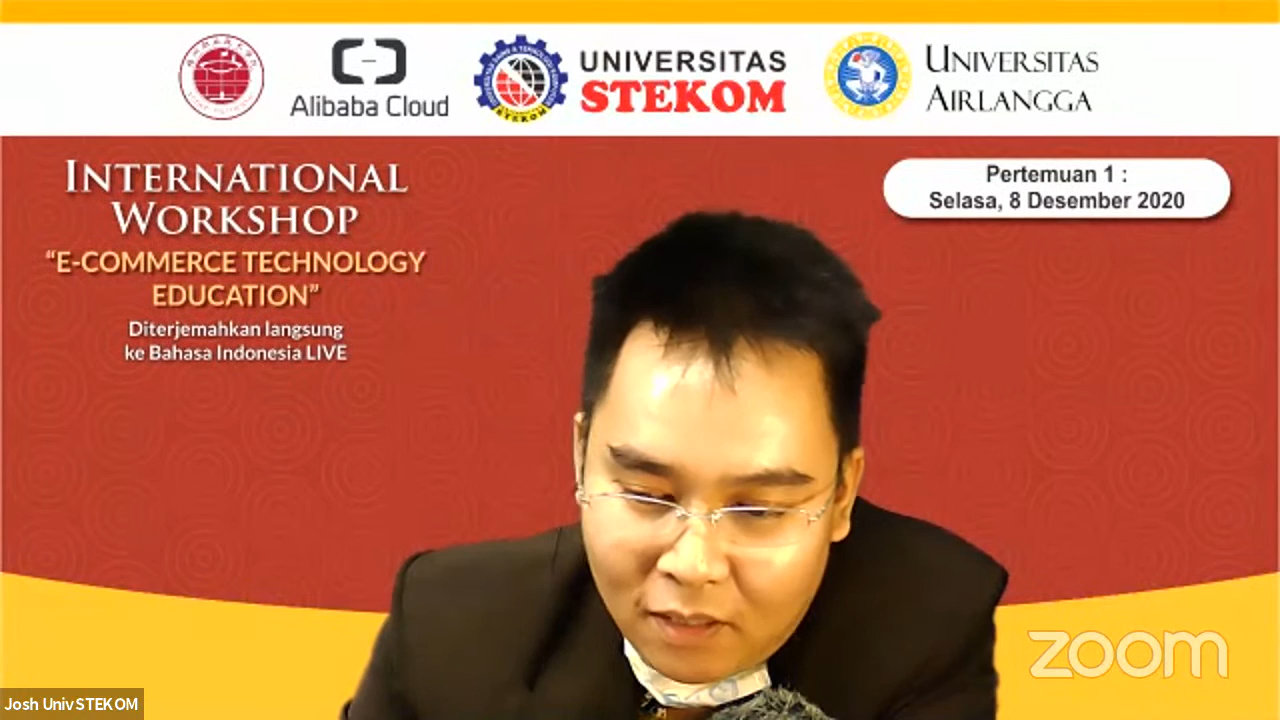 Alibaba Cloud
UNIVERSITAS
STEKOM
STEKOM
UNIVERSITAS
AIRLANGGA
INTERNATIONAL
WORKSHOP
"E-COMMERCE TECHNOLOGY
EDUCATION"
Diterjemahkan langsung
ke Bahasa Indonesia LIVE
Pertemuan 1 :
Selasa, 8 Desember 2020
zoom
Josh UnivSTEKOM